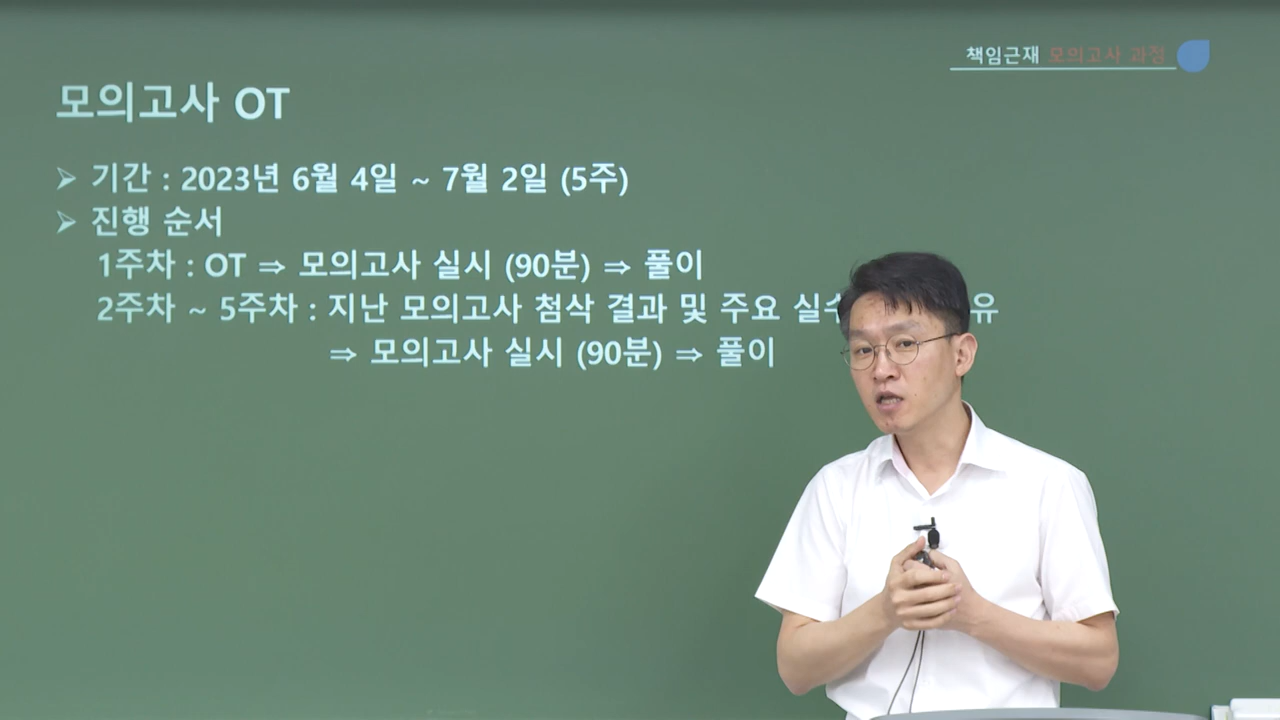 책임근재 모의고사 과정
모의고사 OT
➢ 기간 : 2023년 6월 4일 ~ 7월 2일 (5주)
➢ 진행 순서
1주차 : OT ⇒ 모의고사 실시 (90분) ⇒ 풀이
2주차 ~ 5주차 : 지난 모의고사 첨삭 결과 및 주요 유
⇒ 모의고사 실시 (90분) ⇒ 풀이